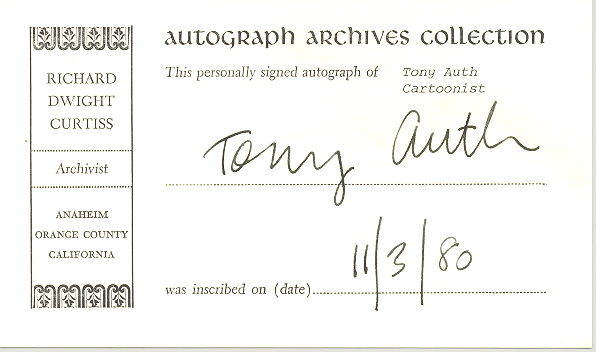 AUTOGRAPH ARCHIVES COLLECTION
This personally signed autograph of Tony Auth
Cartoonist
RICHARD
DWIGHT
CURTISS
Archivist
ANAHEIM
ORANGE COUNTY
CALIFORNIA
Tony Auth
11/3/80
was inscribed on (date)